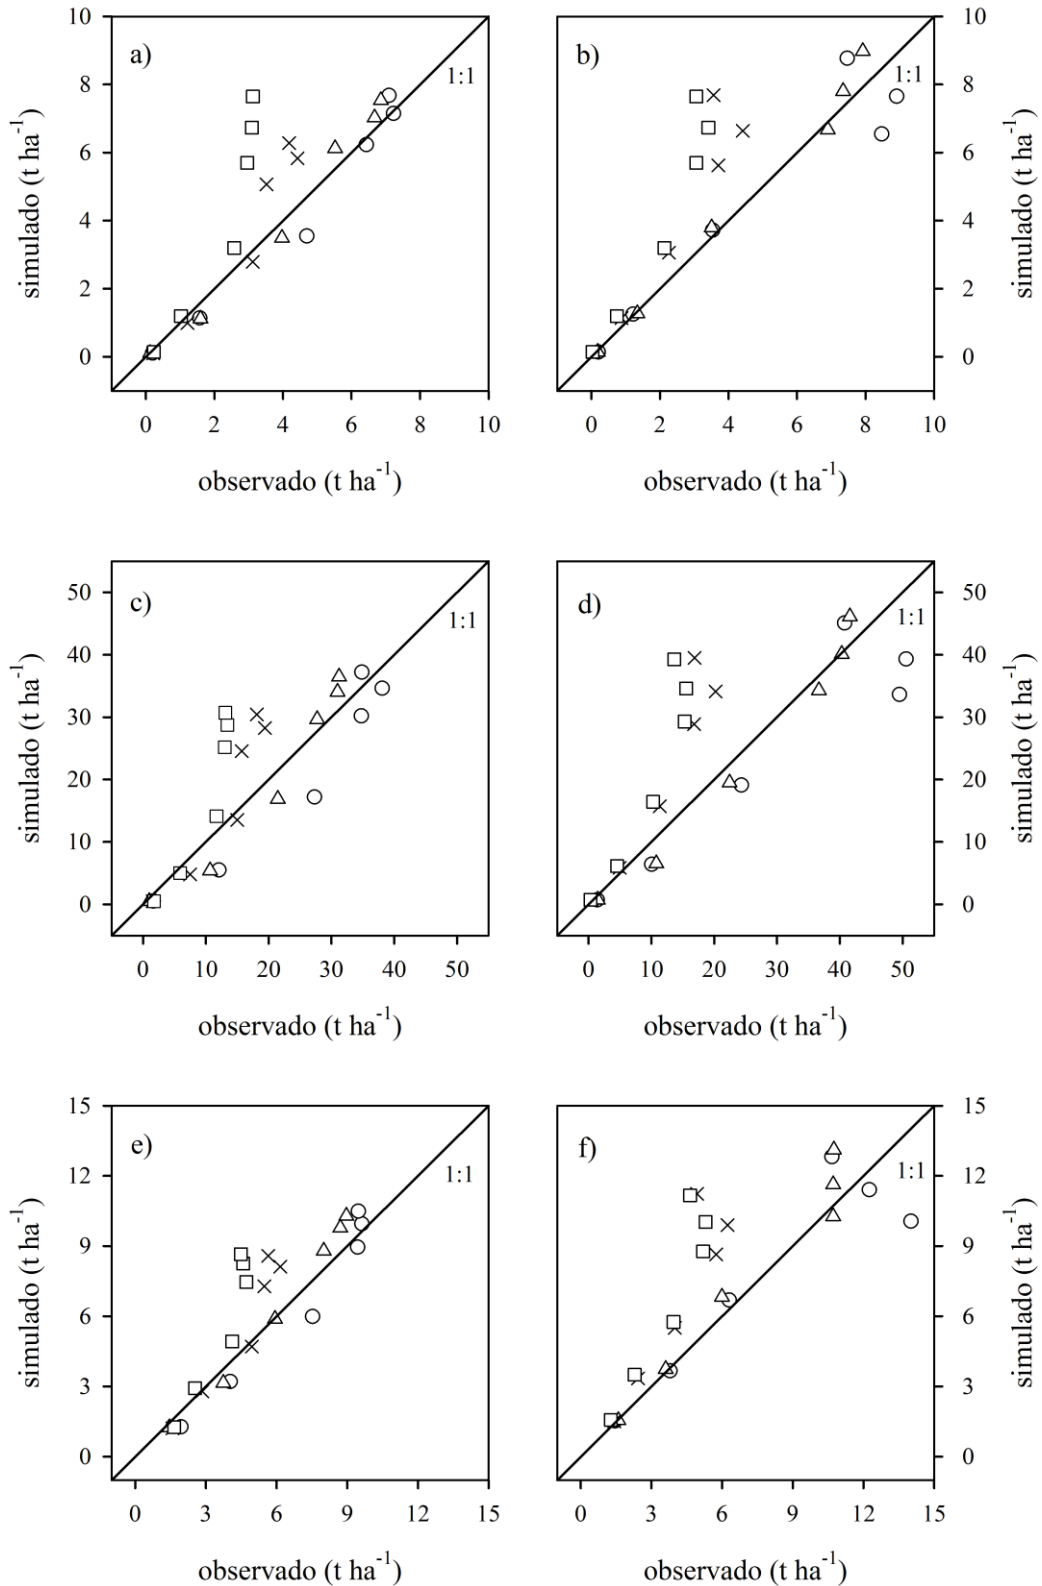 a)
1:1
10
8
6
4
2
0
simulado (t ha⁻¹)
0 2 4 6 8 10
observado (t ha⁻¹)
b)
1:1
10
8
6
4
2
0
simulado (t ha⁻¹)
0 2 4 6 8 10
observado (t ha⁻¹)
c)
1:1
50
40
30
20
10
0
simulado (t ha⁻¹)
0 10 20 30 40 50
observado (t ha⁻¹)
d)
1:1
50
40
30
20
10
0
simulado (t ha⁻¹)
0 10 20 30 40 50
observado (t ha⁻¹)
e)
1:1
15
12
9
6
3
0
simulado (t ha⁻¹)
0 3 6 9 12 15
observado (t ha⁻¹)
f)
1:1
15
12
9
6
3
0
simulado (t ha⁻¹)
0 3 6 9 12 15
observado (t ha⁻¹)